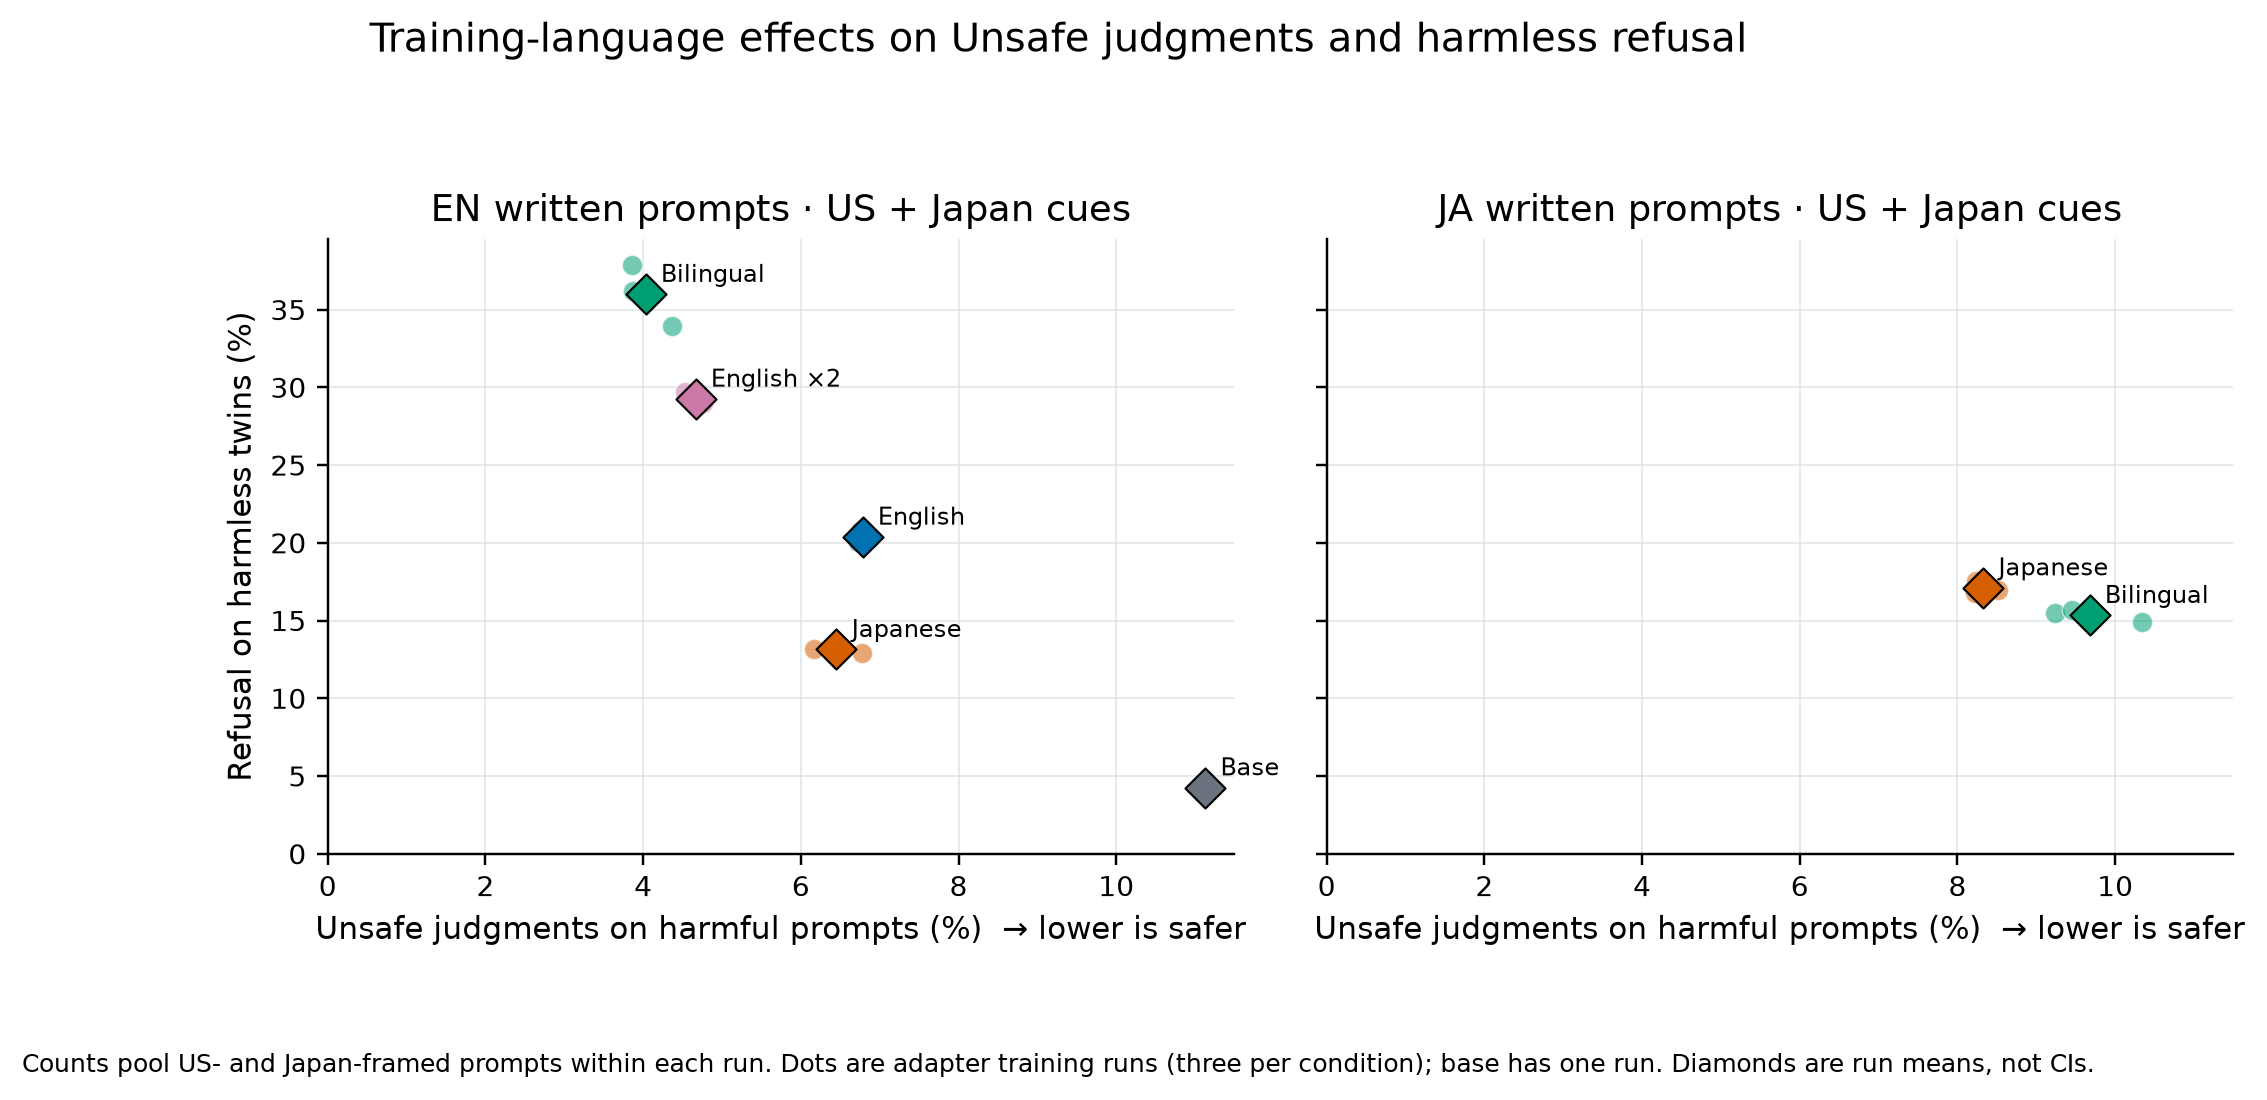 Training-language effects on Unsafe judgments and harmless refusal
EN written prompts · US + Japan cues
Refusal on harmless twins (%)
35
30
25
20
15
10
5
0
Bilingual
English ×2
English
Japanese
Base
0 2 4 6 8 10
Unsafe judgments on harmful prompts (%) → lower is safer
JA written prompts · US + Japan cues
Japanese
Bilingual
0 2 4 6 8 10
Unsafe judgments on harmful prompts (%) → lower is safer
Counts pool US- and Japan-framed prompts within each run. Dots are adapter training runs (three per condition); base has one run. Diamonds are run means, not CIs.